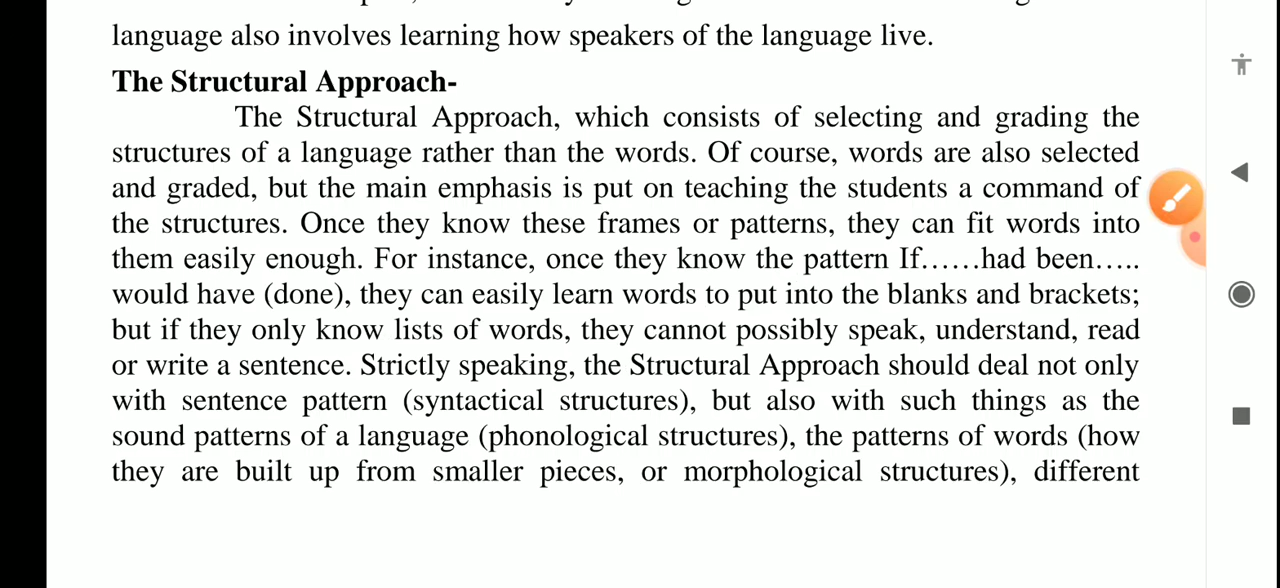 language also involves learning how speakers of the language live.
The Structural Approach-
The Structural Approach, which consists of selecting and grading the
structures of a language rather than the words. Of course, words are also selected
and graded, but the main emphasis is put on teaching the students a command of
the structures. Once they know these frames or patterns, they can fit words into
them easily enough. For instance, once they know the pattern If……had been…..
would have (done), they can easily learn words to put into the blanks and brackets;
but if they only know lists of words, they cannot possibly speak, understand, read
or write a sentence. Strictly speaking, the Structural Approach should deal not only
with sentence pattern (syntactical structures), but also with such things as the
sound patterns of a language (phonological structures), the patterns of words (how
they are built up from smaller pieces, or morphological structures), different